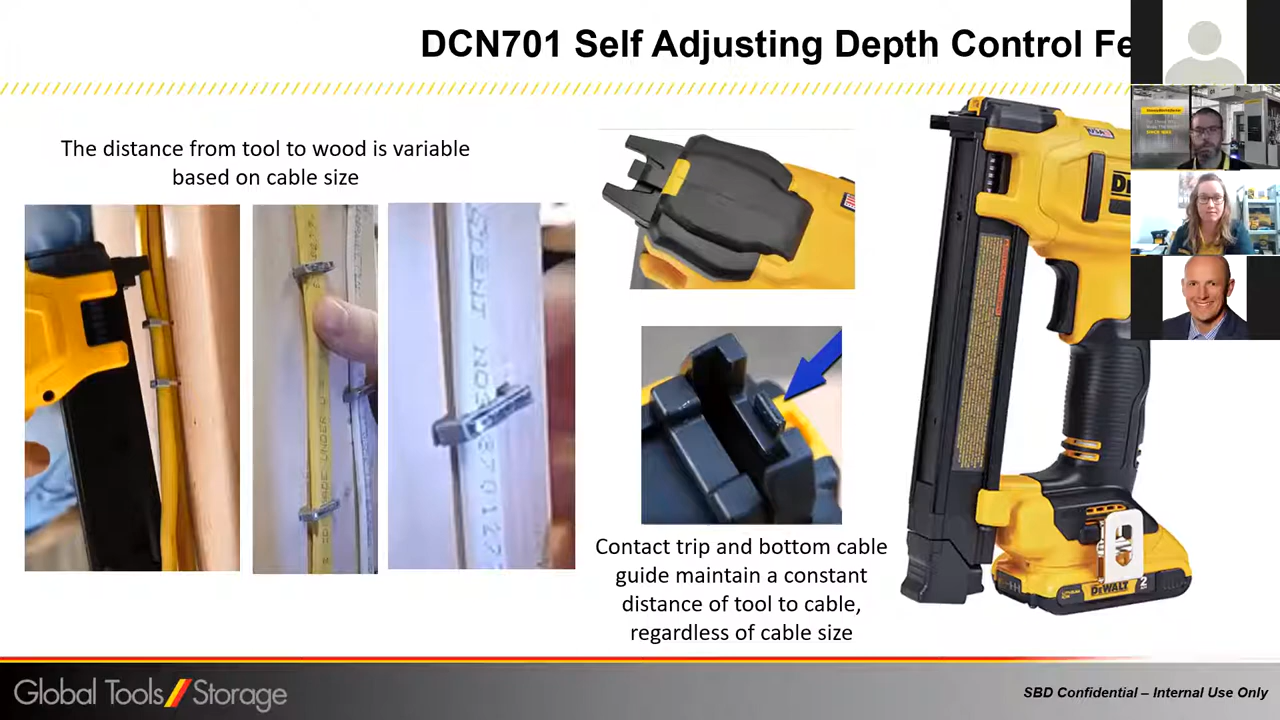 DCN701 Self Adjusting Depth Control Fe
The distance from tool to wood is variable
based on cable size
Contact trip and bottom cable
guide maintain a constant
distance of tool to cable,
regardless of cable size
DEWALT
Global Tools/Storage
SBD Confidential – Internal Use Only